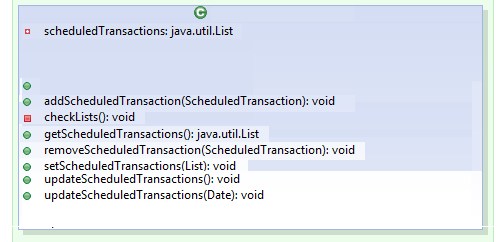 C
scheduledTransactions: java.util.List
addScheduledTransaction(ScheduledTransaction): void
checkLists(): void
getScheduledTransactions(): java.util.List
removeScheduledTransaction(ScheduledTransaction): void
setScheduledTransactions(List): void
updateScheduledTransactions(): void
updateScheduledTransactions(Date): void